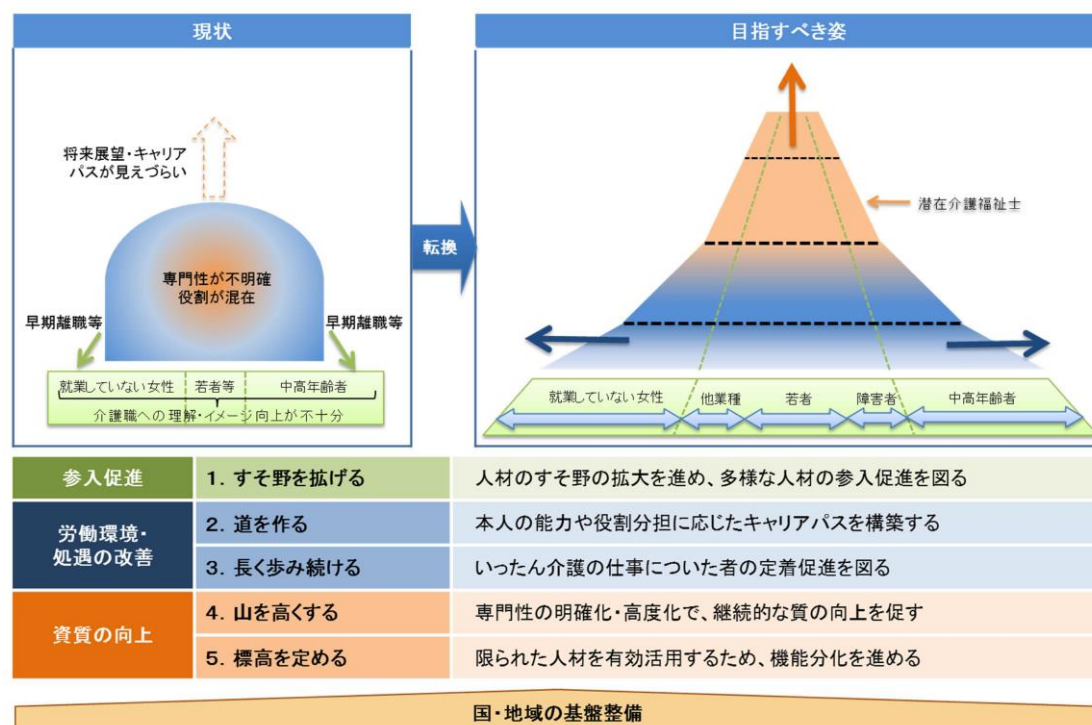 現状
将来展望・キャリア
パスが見えづらい
専門性が不明確
役割が混在
早期離職等
早期離職等
就業していない女性
若者等
中高年齢者
介護職への理解・イメージ向上が不十分
転換
目指すべき姿
潜在介護福祉士
就業していない女性
他業種
若者
障害者
中高年齢者
参入促進
1. すそ野を拡げる
人材のすそ野の拡大を進め、多様な人材の参入促進を図る
労働環境・
処遇の改善
2. 道を作る
本人の能力や役割分担に応じたキャリアパスを構築する
3. 長く歩み続ける
いったん介護の仕事についた者の定着促進を図る
資質の向上
4. 山を高くする
専門性の明確化・高度化で、継続的な質の向上を促す
5. 標高を定める
限られた人材を有効活用するため、機能分化を進める
国・地域の基盤整備